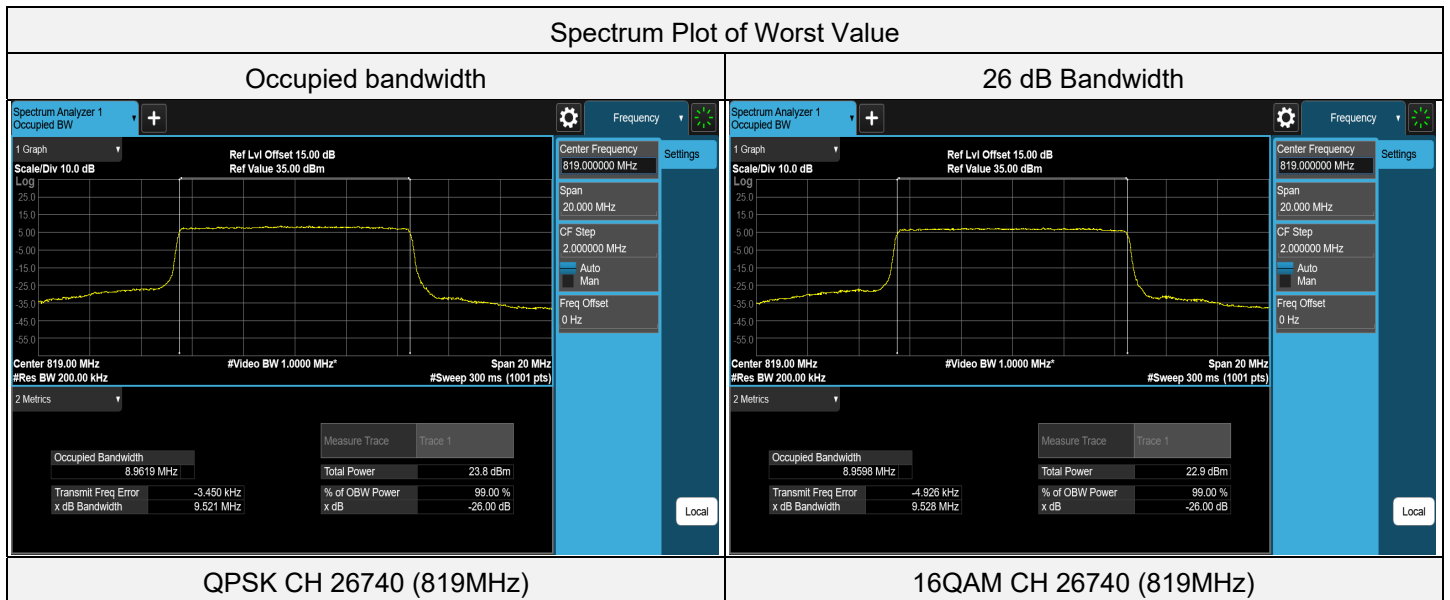 Spectrum Plot of Worst Value
Occupied bandwidth
26 dB Bandwidth
Spectrum Analyzer 1
Occupied BW
+
Frequency
1 Graph
Scale/Div 10.0 dB
Ref Lvl Offset 15.00 dB
Ref Value 35.00 dBm
Log
25.0
15.0
5.00
-5.00
-15.0
-25.0
-35.0
-45.0
-55.0
Center 819.00 MHz
#Video BW 1.0000 MHz*
Span 20 MHz
#Res BW 200.00 kHz
#Sweep 300 ms (1001 pts)
Center Frequency
819.000000 MHz
Settings
Span
20.000 MHz
CF Step
2.000000 MHz
Auto
Man
Freq Offset
0 Hz
2 Metrics
Measure Trace Trace 1
Occupied Bandwidth
8.9619 MHz
Total Power 23.8 dBm
Transmit Freq Error -3.450 kHz
% of OBW Power 99.00 %
x dB Bandwidth 9.521 MHz
x dB -26.00 dB
Local
Spectrum Analyzer 1
Occupied BW
+
Frequency
1 Graph
Scale/Div 10.0 dB
Ref Lvl Offset 15.00 dB
Ref Value 35.00 dBm
Log
25.0
15.0
5.00
-5.00
-15.0
-25.0
-35.0
-45.0
-55.0
Center 819.00 MHz
#Video BW 1.0000 MHz*
Span 20 MHz
#Res BW 200.00 kHz
#Sweep 300 ms (1001 pts)
Center Frequency
819.000000 MHz
Settings
Span
20.000 MHz
CF Step
2.000000 MHz
Auto
Man
Freq Offset
0 Hz
2 Metrics
Measure Trace Trace 1
Occupied Bandwidth
8.9598 MHz
Total Power 22.9 dBm
Transmit Freq Error -4.926 kHz
% of OBW Power 99.00 %
x dB Bandwidth 9.528 MHz
x dB -26.00 dB
Local
QPSK CH 26740 (819MHz)
16QAM CH 26740 (819MHz)